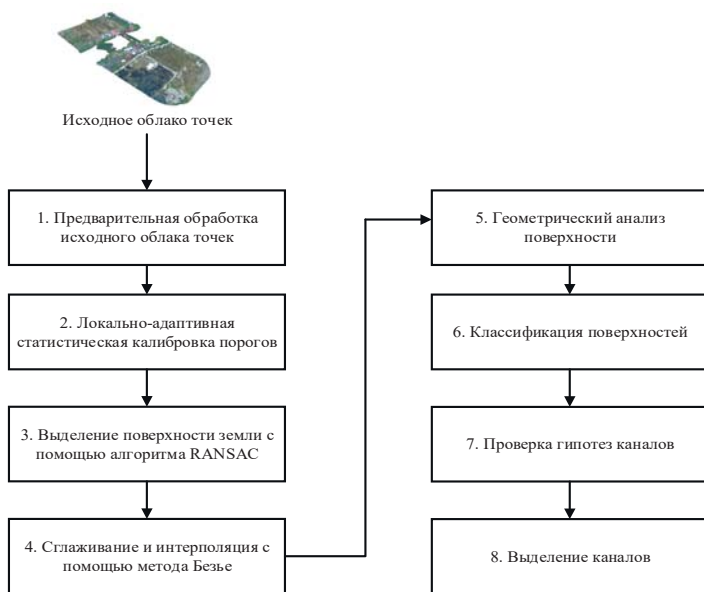 Исходное облако точек
1. Предварительная обработка
исходного облака точек
2. Локально-адаптивная
статистическая калибровка порогов
3. Выделение поверхности земли с
помощью алгоритма RANSAC
4. Сглаживание и интерполяция с
помощью метода Безье
5. Геометрический анализ
поверхности
6. Классификация поверхностей
7. Проверка гипотез каналов
8. Выделение каналов